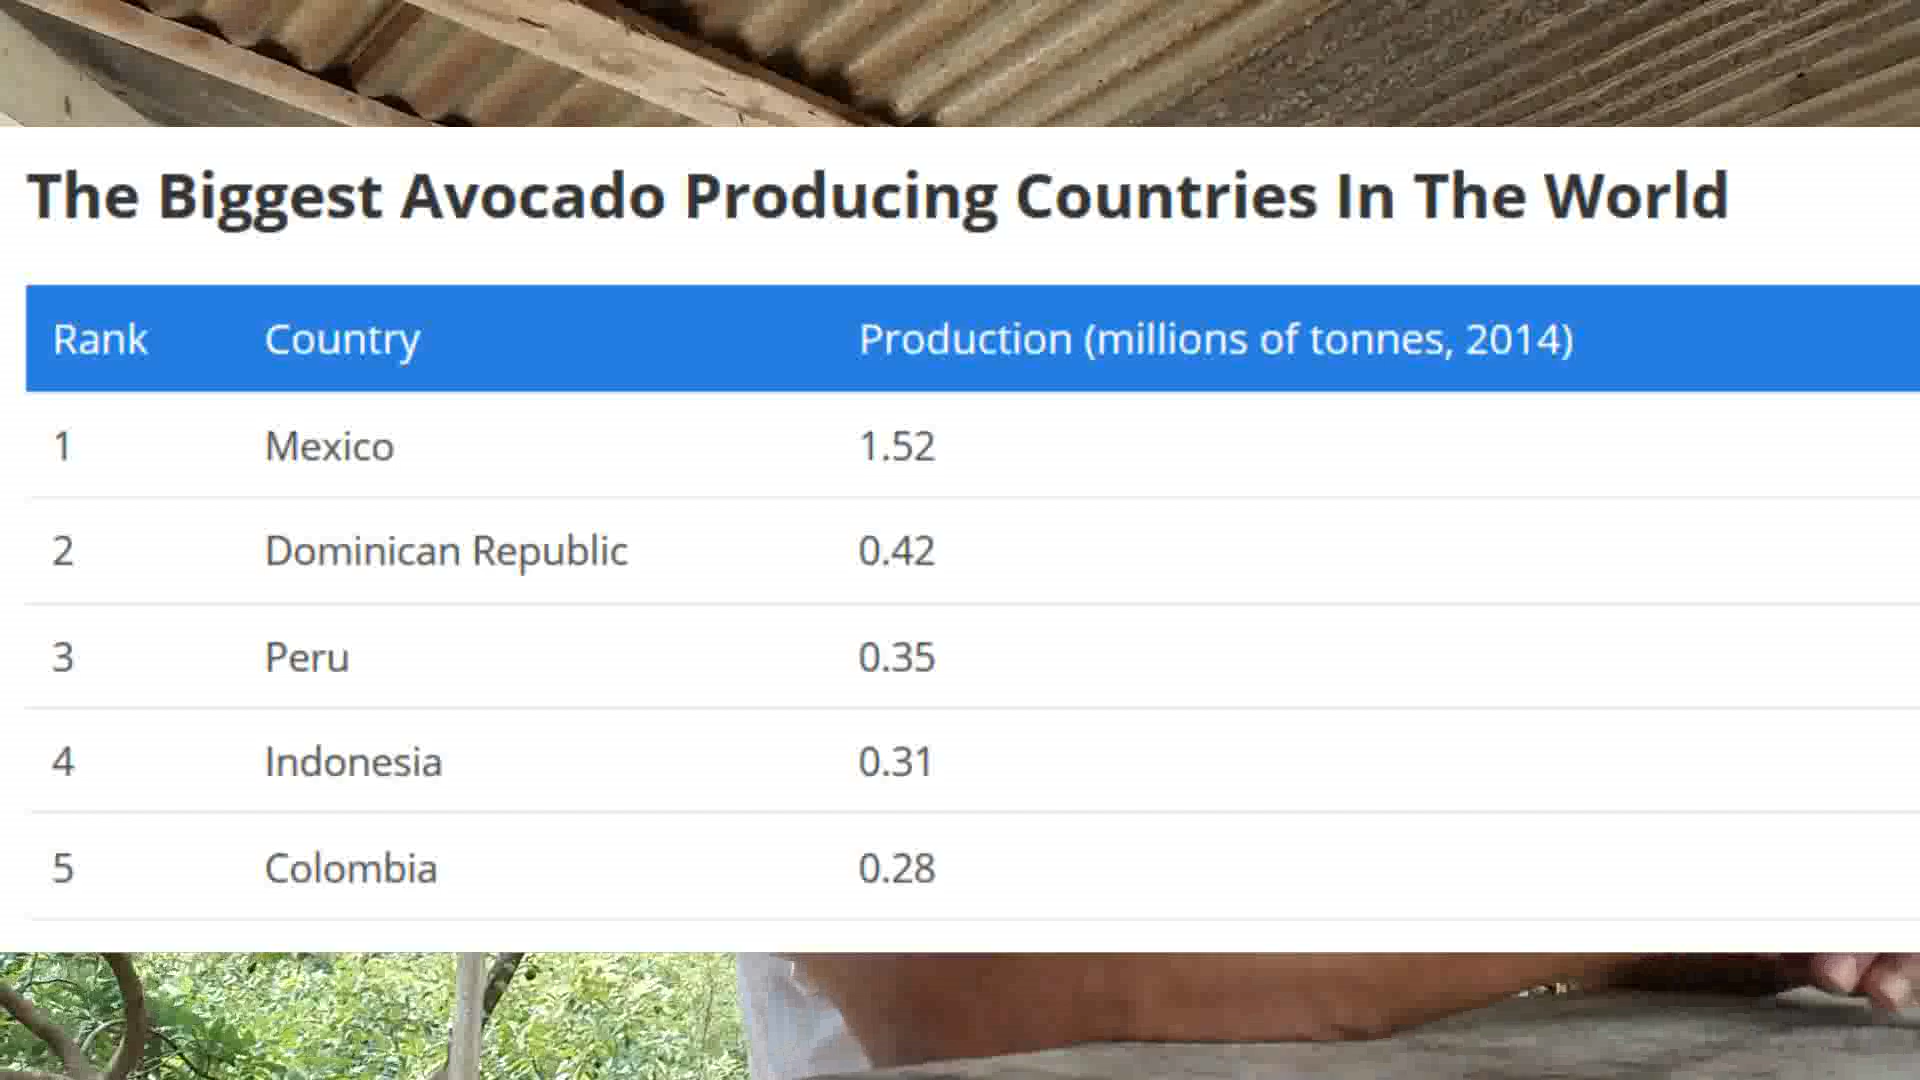 The Biggest Avocado Producing Countries In The World
Rank Country Production (millions of tonnes, 2014)
1 Mexico 1.52
2 Dominican Republic 0.42
3 Peru 0.35
4 Indonesia 0.31
5 Colombia 0.28